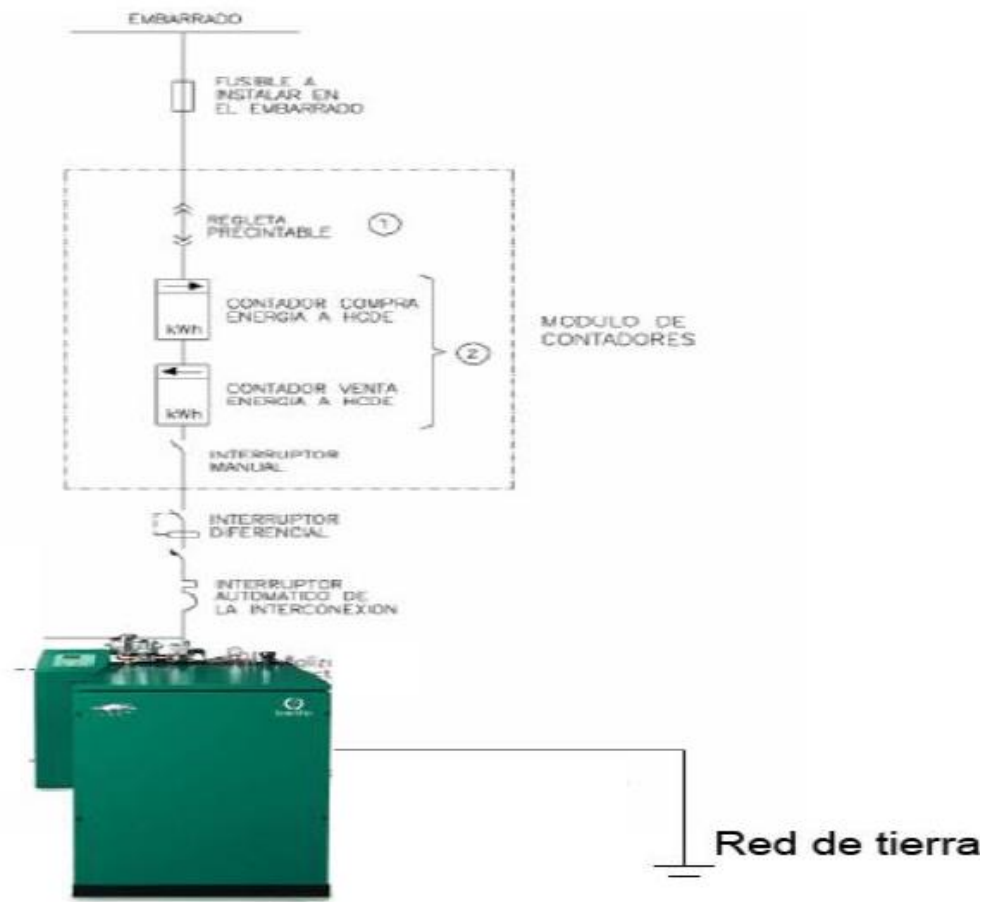 EMBARRADO
FUSIBLE A
INSTALAR EN
EL EMBARRADO
REGLETA
PRECINTABLE
1
CONTADOR COMPRA
ENERGIA A HCDE
kWh
2
MODULO DE
CONTADORES
CONTADOR VENTA
ENERGIA A HCDE
kWh
INTERRUPTOR
MANUAL
INTERRUPTOR
DIFERENCIAL
INTERRUPTOR
AUTOMATICO DE
LA INTERCONEXION
Red de tierra